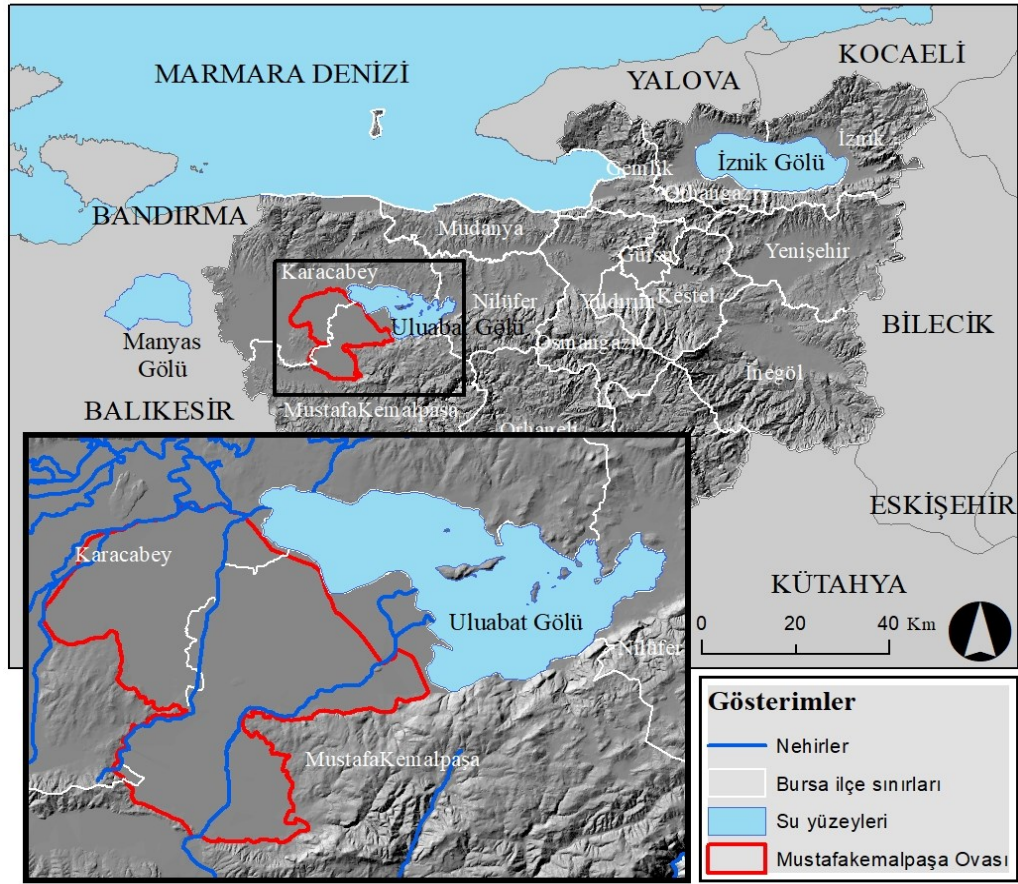 KOCAELİ
MARMARA DENİZİ
YALOVA
İznik
İznik Gölü
Gemlik
Orhangazi
BANDIRMA
Mudanya
Gürsu
Yenişehir
Karacabey
Nilüfer
Yıldırım
Kestel
Uluabat Gölü
BİLECİK
Manyas
Gölü
Osmangazi
İnegöl
BALIKESİR
MustafaKemalpaşa
Orhaneli
ESKİŞEHİR
KÜTAHYA
0 20 40 Km
Karacabey
Uluabat Gölü
Nilüfer
MustafaKemalpaşa
Gösterimler
Nehirler
Bursa ilçe sınırları
Su yüzeyleri
Mustafakemalpaşa Ovası